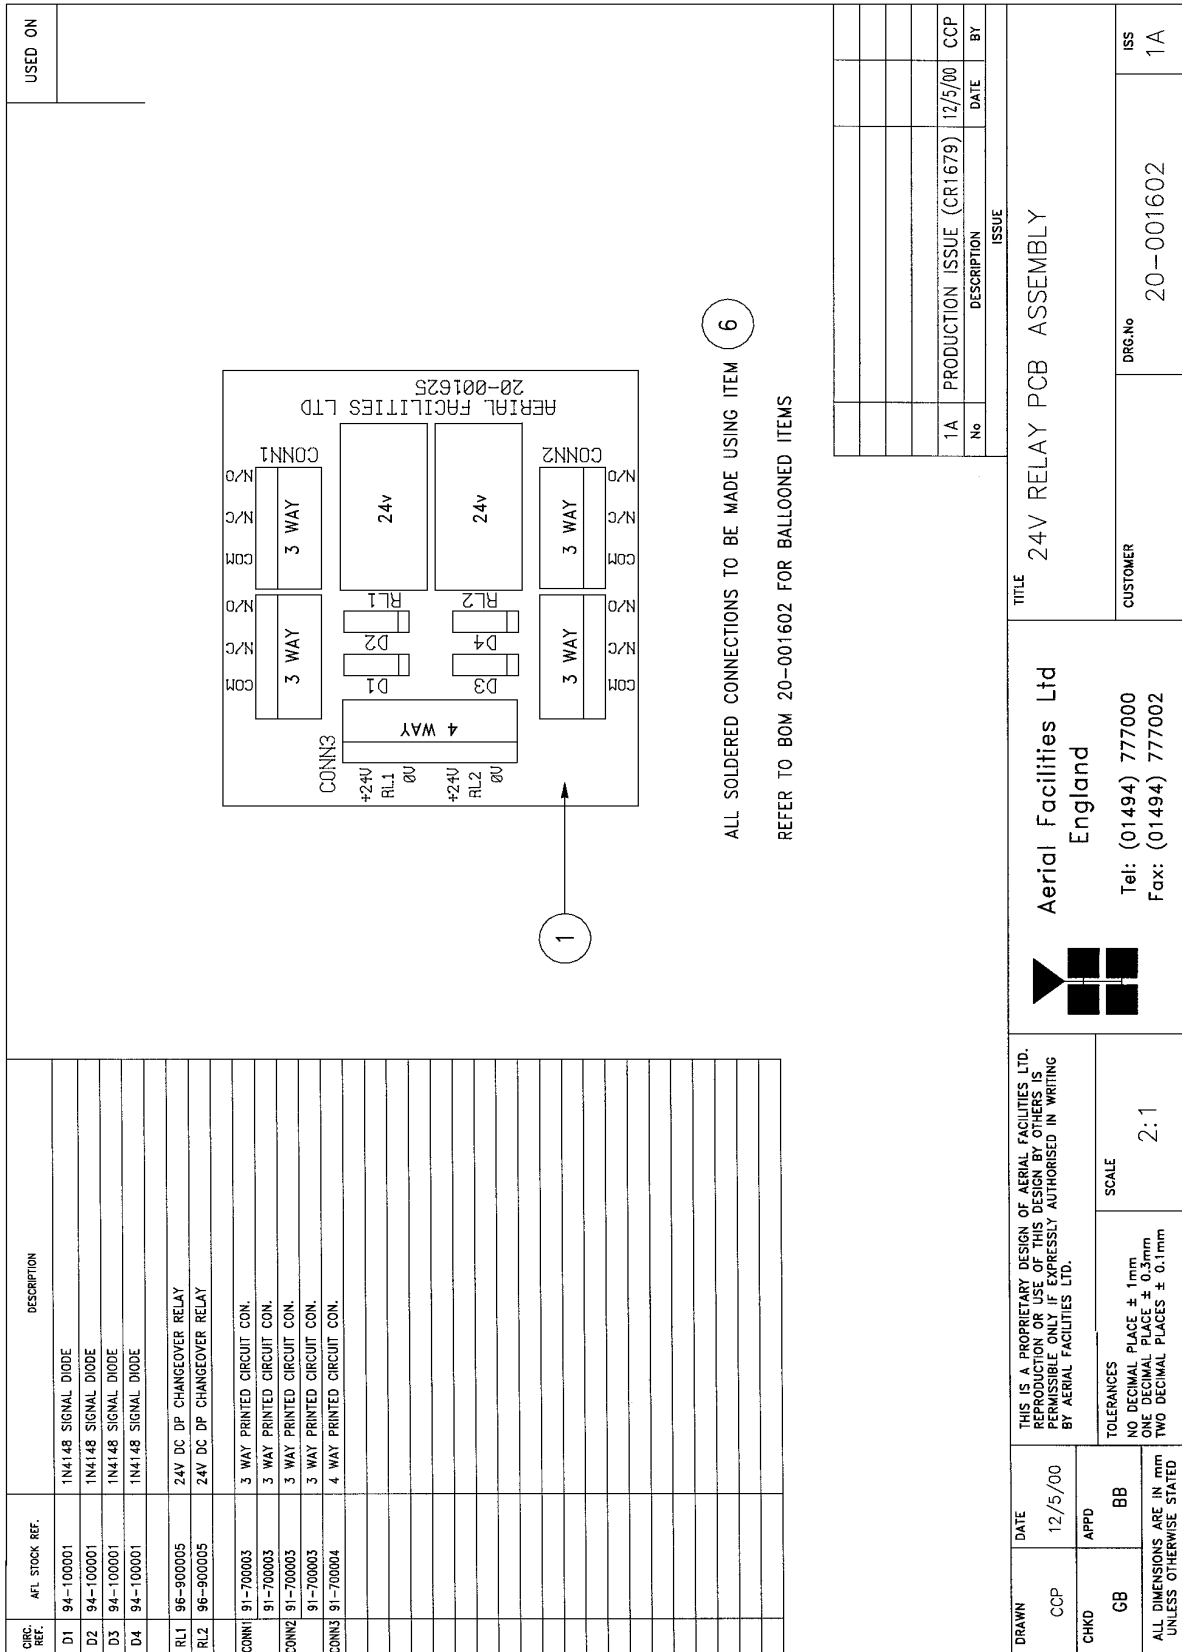 USED ON
CIRC. REF. AFL STOCK REF. DESCRIPTION
D1 94-100001 1N4148 SIGNAL DIODE
D2 94-100001 1N4148 SIGNAL DIODE
D3 94-100001 1N4148 SIGNAL DIODE
D4 94-100001 1N4148 SIGNAL DIODE
RL1 96-900005 24V DC DP CHANGEOVER RELAY
RL2 96-900005 24V DC DP CHANGEOVER RELAY
CONN1 91-700003 3 WAY PRINTED CIRCUIT CON.
91-700003 3 WAY PRINTED CIRCUIT CON.
CONN2 91-700003 3 WAY PRINTED CIRCUIT CON.
91-700003 3 WAY PRINTED CIRCUIT CON.
CONN3 91-700004 4 WAY PRINTED CIRCUIT CON.
COM N/C N/O COM N/C N/O
3 WAY 3 WAY
CONN1
CONN3
+24V
RL1
0V
+24V
RL2
0V
4 WAY
D1 D2 RL1
24v
D3 D4 RL2
24v
AERIAL FACILITIES LTD
20-001625
CONN2
3 WAY 3 WAY
COM N/C N/O COM N/C N/O
1
ALL SOLDERED CONNECTIONS TO BE MADE USING ITEM 6
REFER TO BOM 20-001602 FOR BALLOONED ITEMS
1A PRODUCTION ISSUE (CR1679) 12/5/00 CCP
No DESCRIPTION DATE BY
ISSUE
DRAWN
CCP
DATE
12/5/00
CHKD
GB
APPD
BB
ALL DIMENSIONS ARE IN mm
UNLESS OTHERWISE STATED
THIS IS A PROPRIETARY DESIGN OF AERIAL FACILITIES LTD.
REPRODUCTION OR USE OF THIS DESIGN BY OTHERS IS
PERMISSIBLE ONLY IF EXPRESSLY AUTHORISED IN WRITING
BY AERIAL FACILITIES LTD.
TOLERANCES
NO DECIMAL PLACE ± 1mm
ONE DECIMAL PLACE ± 0.3mm
TWO DECIMAL PLACES ± 0.1mm
SCALE
2:1
Aerial Facilities Ltd
England
Tel: (01494) 777000
Fax: (01494) 777002
TITLE
24V RELAY PCB ASSEMBLY
CUSTOMER
DRG.No
20-001602
ISS
1A